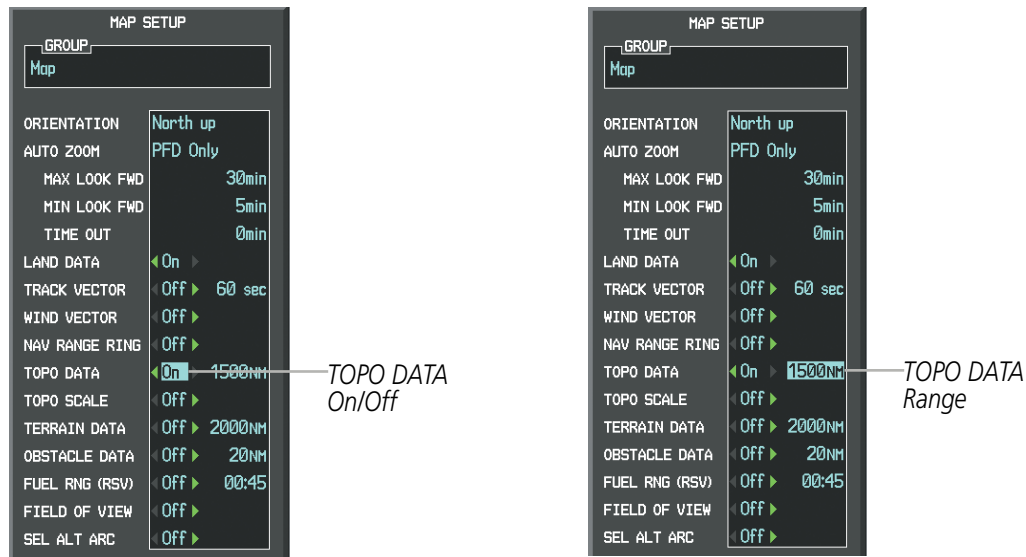 MAP SETUP
GROUP
Map
ORIENTATION North up
AUTO ZOOM PFD Only
MAX LOOK FWD 30min
MIN LOOK FWD 5min
TIME OUT 0min
LAND DATA On
TRACK VECTOR Off 60 sec
WIND VECTOR Off
NAV RANGE RING Off
TOPO DATA On 1500NM
TOPO SCALE Off
TERRAIN DATA Off 2000NM
OBSTACLE DATA Off 20NM
FUEL RNG (RSV) Off 00:45
FIELD OF VIEW Off
SEL ALT ARC Off
TOPO DATA
On/Off
MAP SETUP
GROUP
Map
ORIENTATION North up
AUTO ZOOM PFD Only
MAX LOOK FWD 30min
MIN LOOK FWD 5min
TIME OUT 0min
LAND DATA On
TRACK VECTOR Off 60 sec
WIND VECTOR Off
NAV RANGE RING Off
TOPO DATA On 1500NM
TOPO SCALE Off
TERRAIN DATA Off 2000NM
OBSTACLE DATA Off 20NM
FUEL RNG (RSV) Off 00:45
FIELD OF VIEW Off
SEL ALT ARC Off
TOPO DATA
Range